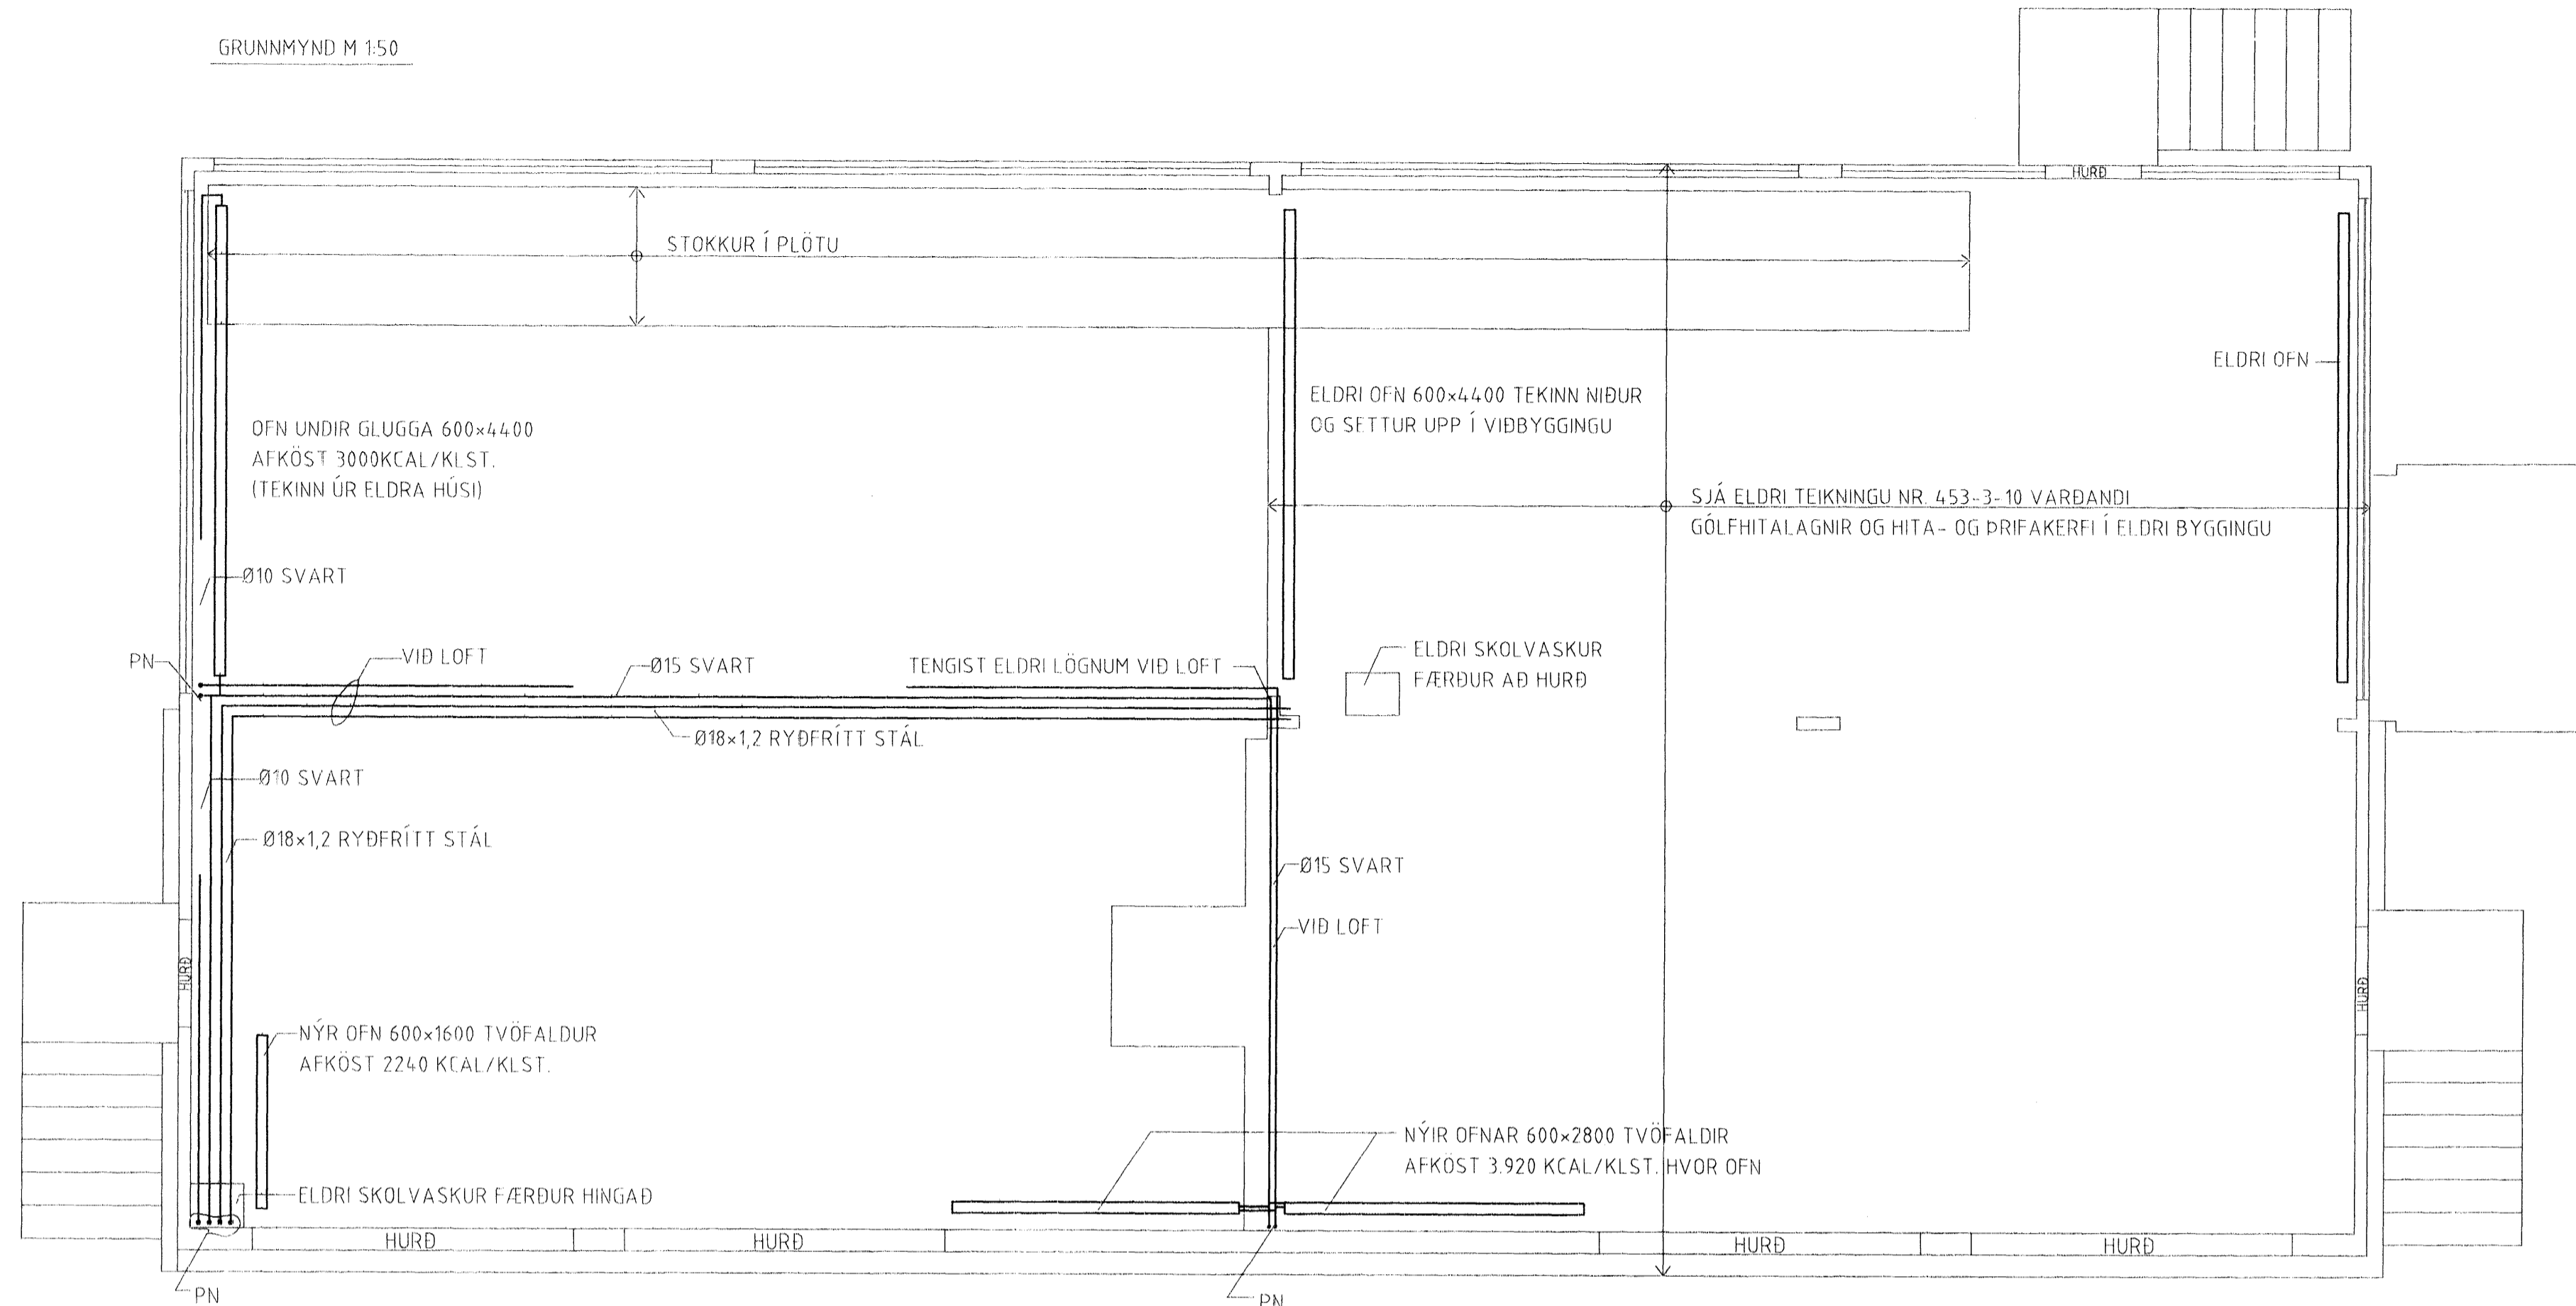 GRUNNMYND M 1:50
HURÐ
STOKKUR Í PLÖTU
ELDRI OFN
ELDRI OFN 600×4400 TEKINN NIÐUR
OG SETTUR UPP Í VIÐBYGGINGU
OFN UNDIR GLUGGA 600×4400
AFKÖST 3000KCAL/KLST.
(TEKINN ÚR ELDRA HÚSI)
SJÁ ELDRI TEIKNINGU NR. 453-3-10 VARÐANDI
GÓLFHITALAGNIR OG HITA- OG ÞRIFAKERFI Í ELDRI BYGGINGU
Ø10 SVART
PN
VIÐ LOFT
Ø15 SVART
TENGIST ELDRI LÖGNUM VIÐ LOFT
ELDRI SKOLVASKUR
FÆRÐUR AÐ HURÐ
Ø18×1,2 RYÐFRÍTT STÁL
Ø10 SVART
Ø18×1,2 RYÐFRÍTT STÁL
Ø15 SVART
VIÐ LOFT
HURÐ
HURÐ
NÝR OFN 600×1600 TVÖFALDUR
AFKÖST 2240 KCAL/KLST.
NÝIR OFNAR 600×2800 TVÖFALDIR
AFKÖST 3.920 KCAL/KLST. HVOR OFN
ELDRI SKOLVASKUR FÆRÐUR HINGAÐ
HURÐ
HURÐ
HURÐ
HURÐ
PN
PN